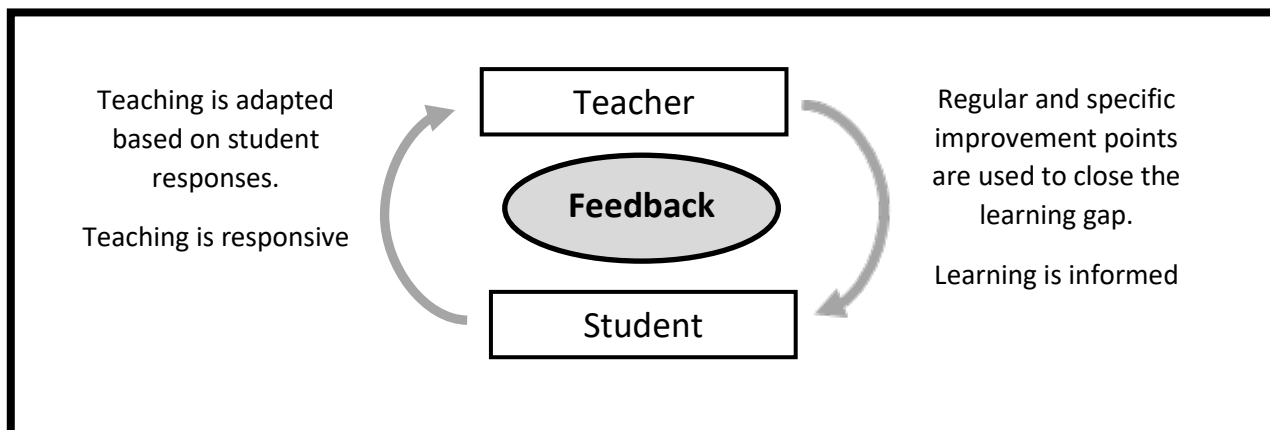 Teaching is adapted
based on student
responses.
Teaching is responsive
Teacher
Feedback
Student
Regular and specific
improvement points
are used to close the
learning gap.
Learning is informed